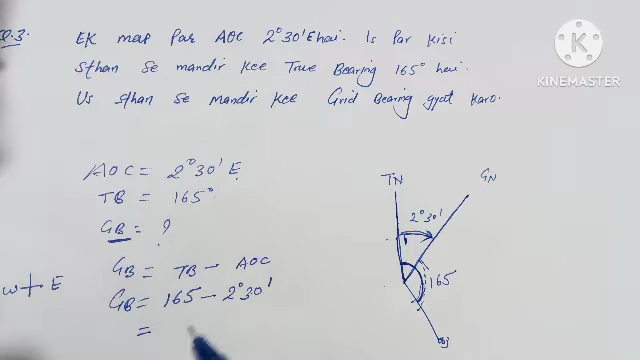 Q.3.
EK map Par AOC 2°30'E hai. Is Par Kisi
Sthan Se mandir Kee True Bearing 165° hei.
Us sthan Se mandir Kee Grid Bearing gyat Karo.
AOC = 2°30' E.
TB = 165°
GB = ?
GB = TB - AOC
GB = 165 - 2°30'
=
W E
TN
GN
2°30'
165
OBJ
K
KINEMASTER